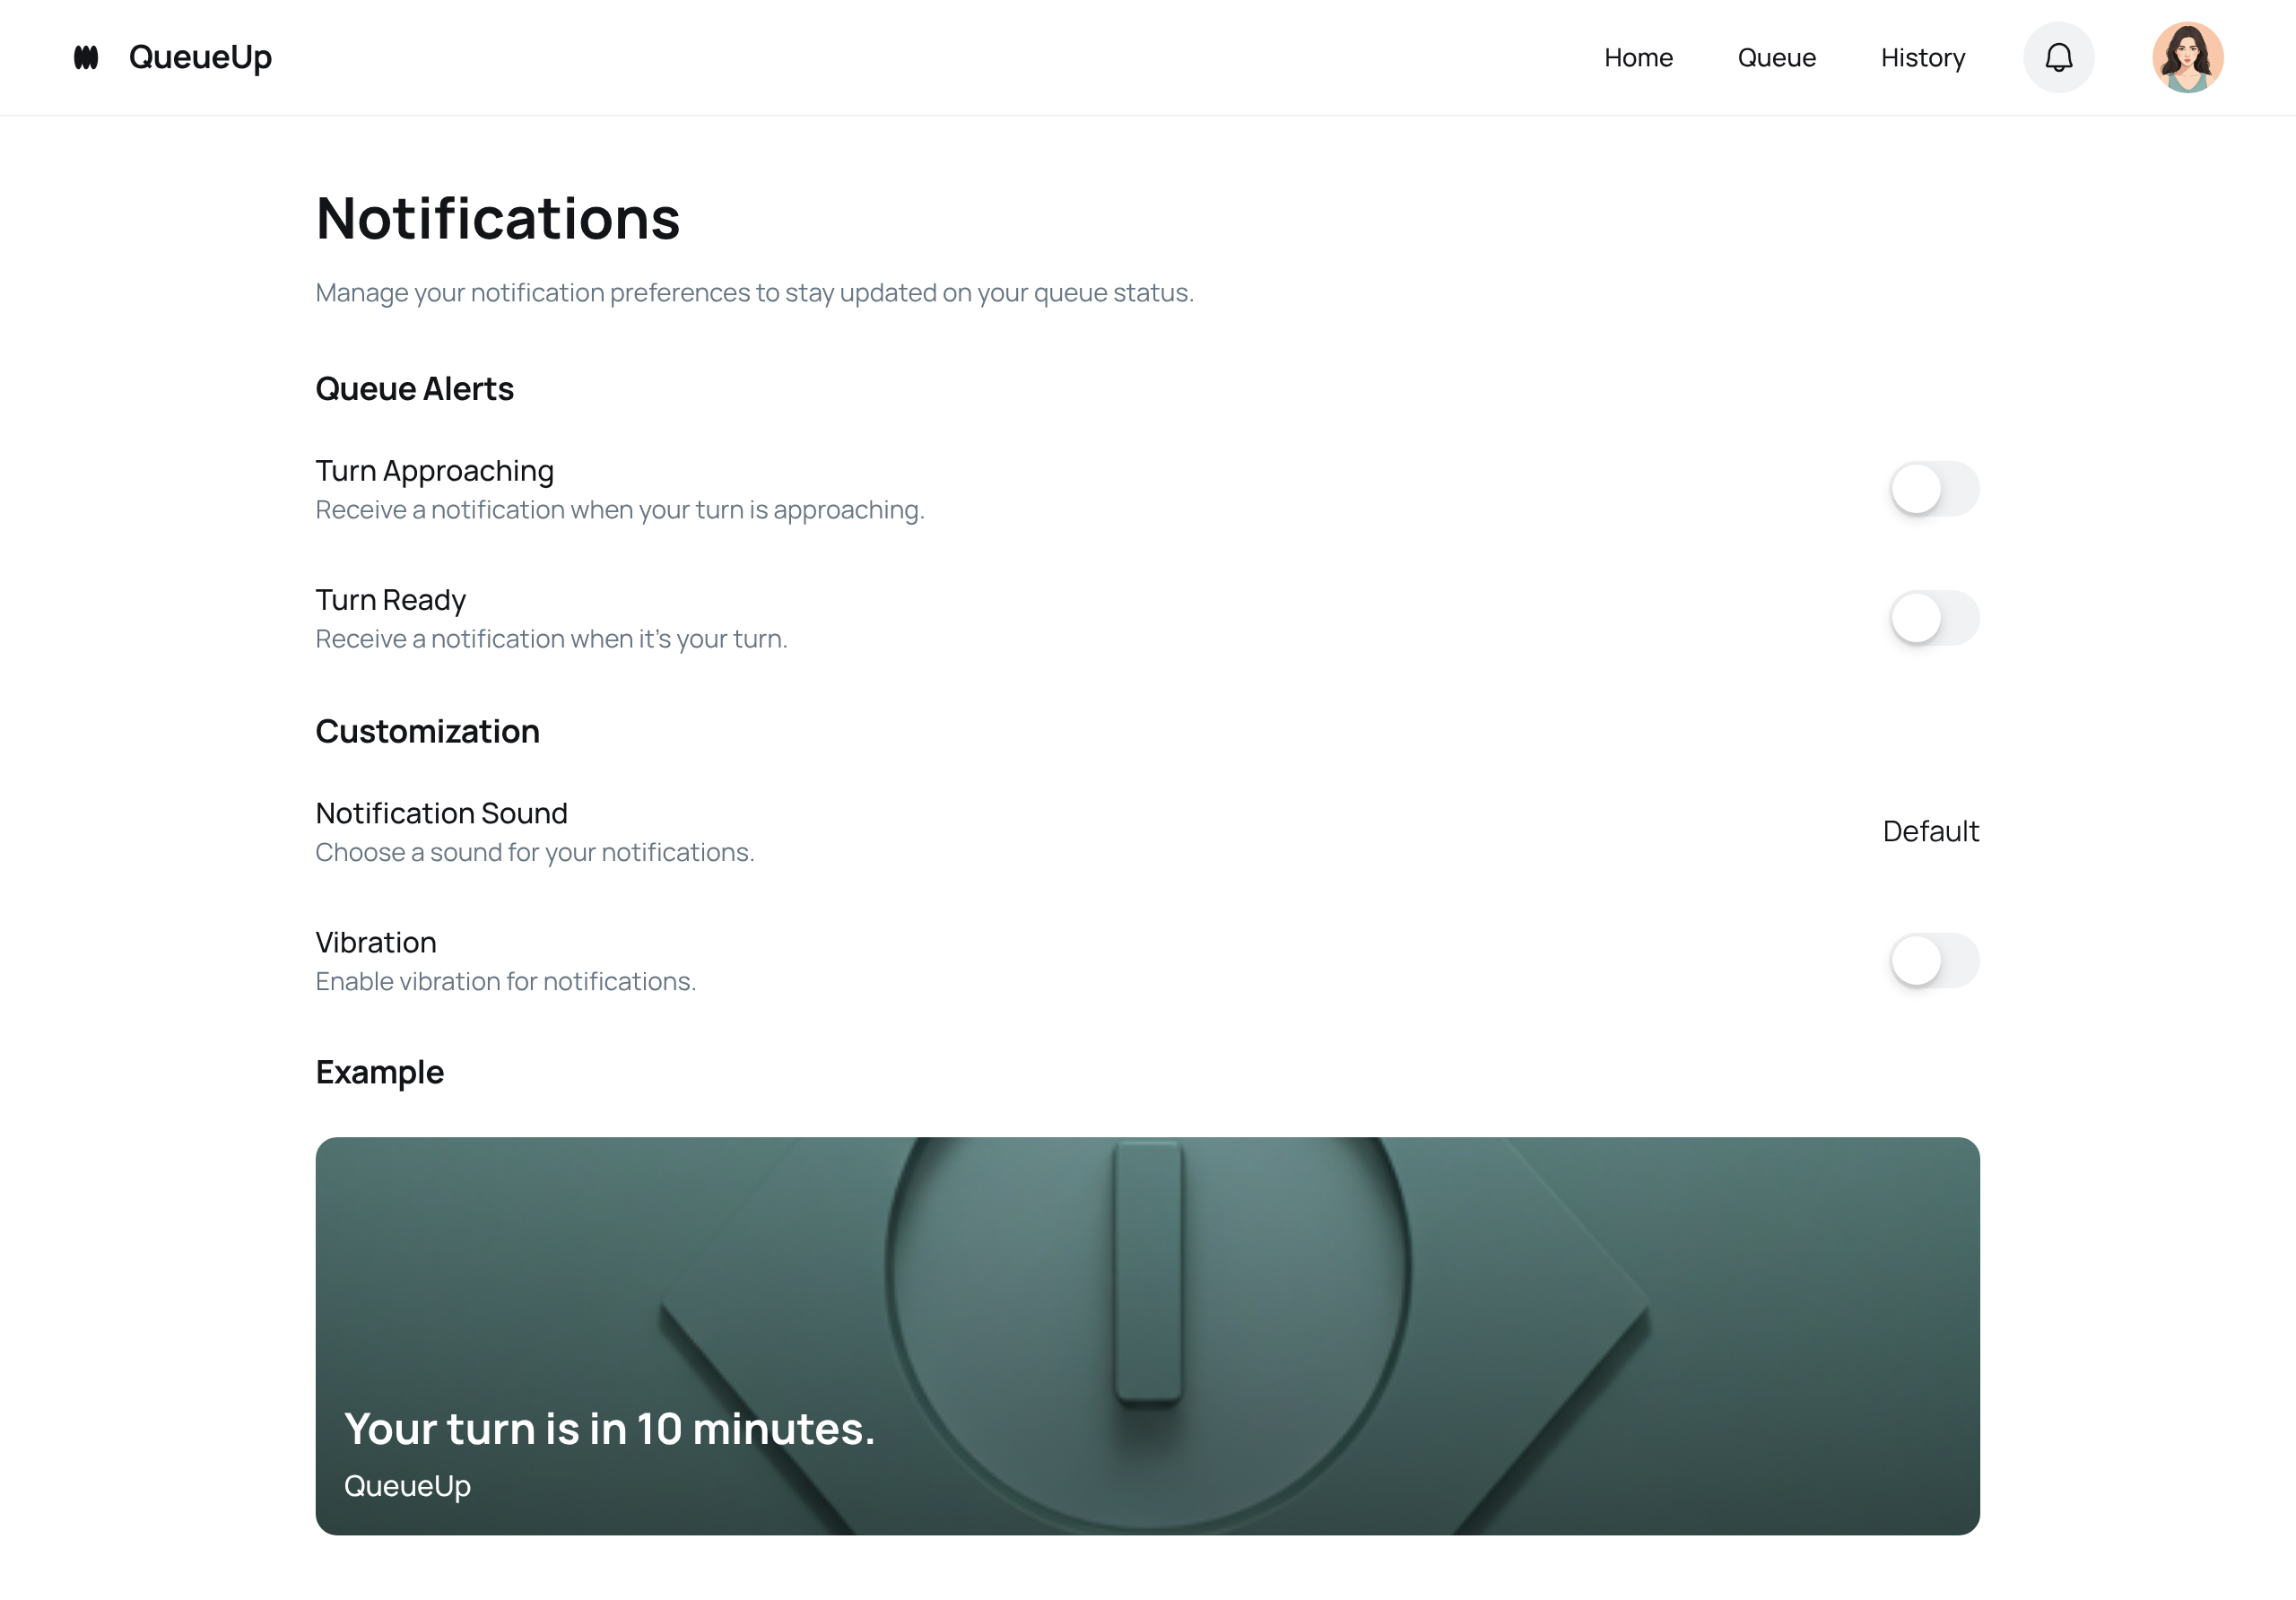 QueueUp
Home
Queue
History
Notifications
Manage your notification preferences to stay updated on your queue status.
Queue Alerts
Turn Approaching
Receive a notification when your turn is approaching.
Turn Ready
Receive a notification when it's your turn.
Customization
Notification Sound
Choose a sound for your notifications.
Default
Vibration
Enable vibration for notifications.
Example
Your turn is in 10 minutes.
QueueUp